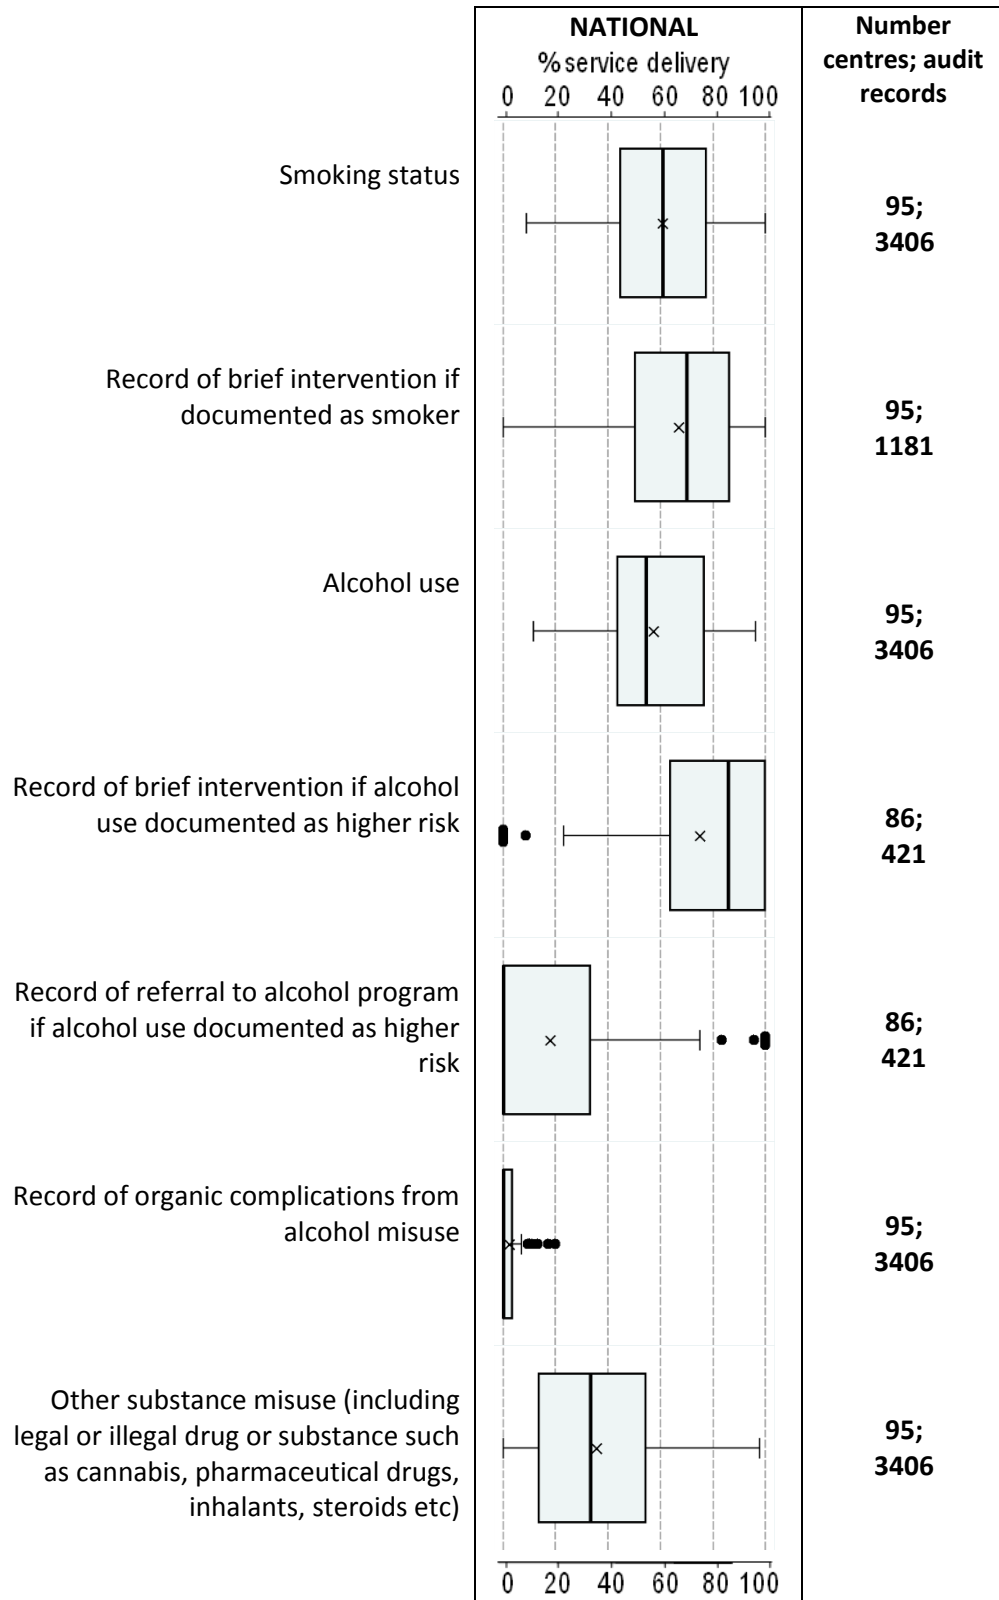 NATIONAL
% service delivery
0 20 40 60 80 100
Number
centres; audit
records
Smoking status
95;
3406
Record of brief intervention if
documented as smoker
95;
1181
Alcohol use
95;
3406
Record of brief intervention if alcohol
use documented as higher risk
86;
421
Record of referral to alcohol program
if alcohol use documented as higher
risk
86;
421
Record of organic complications from
alcohol misuse
95;
3406
Other substance misuse (including
legal or illegal drug or substance such
as cannabis, pharmaceutical drugs,
inhalants, steroids etc)
95;
3406
0 20 40 60 80 100